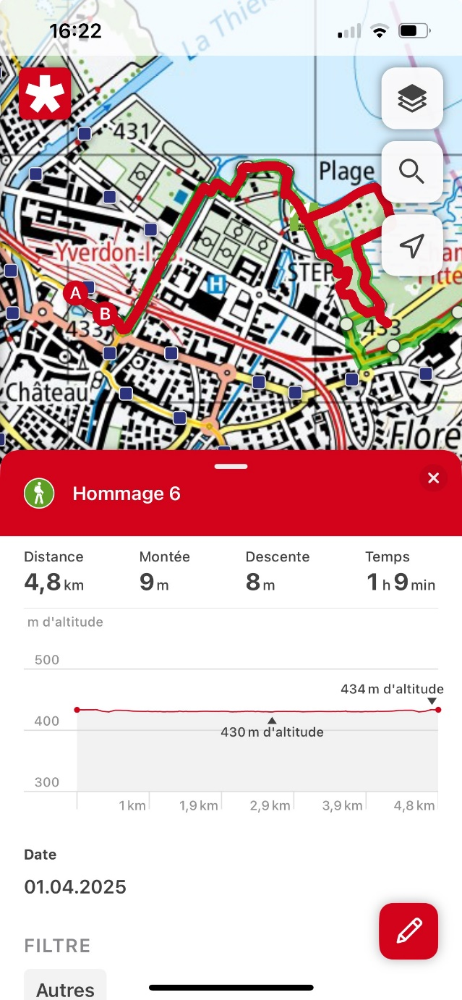 16:22
La Thiè
431
Plage
Yverdon-l.
STEP
H
A
B
433
433
Château
Flore
Hommage 6
Distance Montée Descente Temps
4,8 km 9 m 8 m 1 h 9 min
m d'altitude
500
434 m d'altitude
400
430 m d'altitude
300
1 km 1,9 km 2,9 km 3,9 km 4,8 km
Date
01.04.2025
FILTRE
Autres